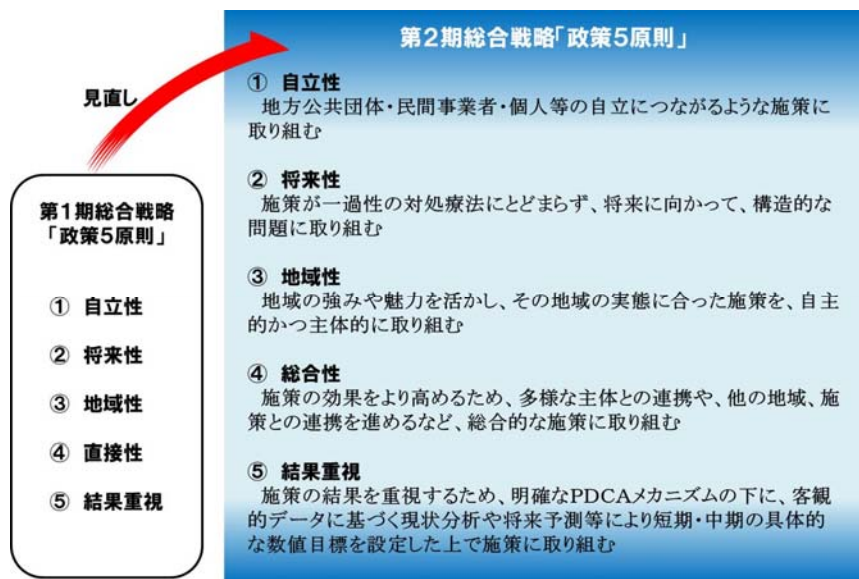 見直し
第1期総合戦略
「政策5原則」
① 自立性
② 将来性
③ 地域性
④ 直接性
⑤ 結果重視
第2期総合戦略「政策5原則」
① 自立性
地方公共団体・民間事業者・個人等の自立につながるような施策に
取り組む
② 将来性
施策が一過性の対処療法にとどまらず、将来に向かって、構造的な
問題に取り組む
③ 地域性
地域の強みや魅力を活かし、その地域の実態に合った施策を、自主
的かつ主体的に取り組む
④ 総合性
施策の効果をより高めるため、多様な主体との連携や、他の地域、施
策との連携を進めるなど、総合的な施策に取り組む
⑤ 結果重視
施策の結果を重視するため、明確なPDCAメカニズムの下に、客観
的データに基づく現状分析や将来予測等により短期・中期の具体的
な数値目標を設定した上で施策に取り組む